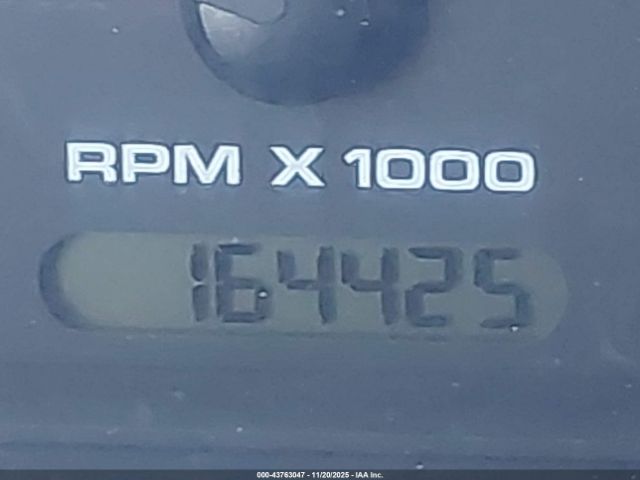 RPM X 1000
164425
000-43763047 - 11/20/2025 - IAA Inc.